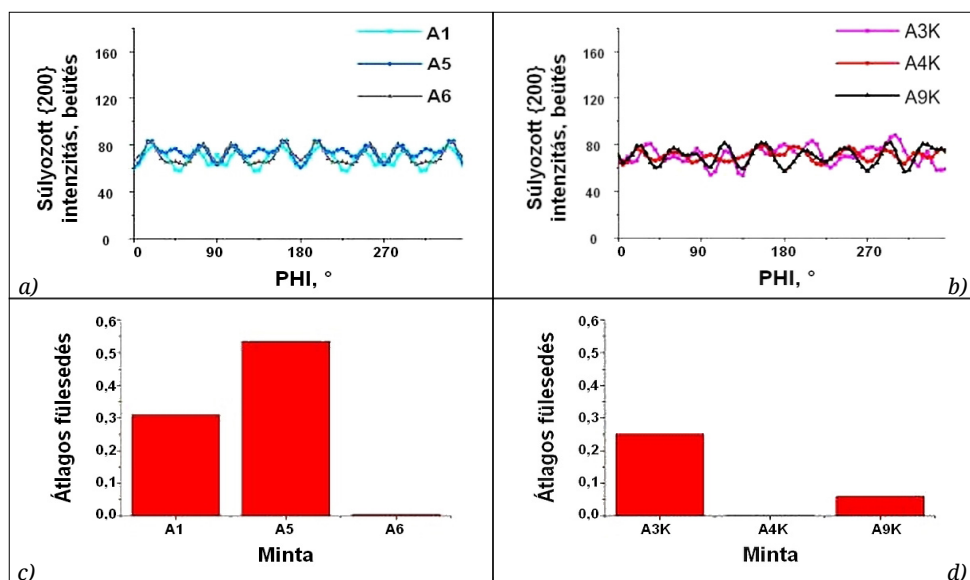 Súlyozott {200}
intenzítás, beütés
160
120
80
40
0
A1
A5
A6
0 90 180 270
PHI, °
a)
Súlyozott {200}
intenzítás, beütés
160
120
80
40
0
A3K
A4K
A9K
0 90 180 270
PHI, °
b)
Átlagos fülesedés
0,6
0,5
0,4
0,3
0,2
0,1
0,0
A1 A5 A6
Minta
c)
Átlagos fülesedés
0,6
0,5
0,4
0,3
0,2
0,1
0,0
A3K A4K A9K
Minta
d)